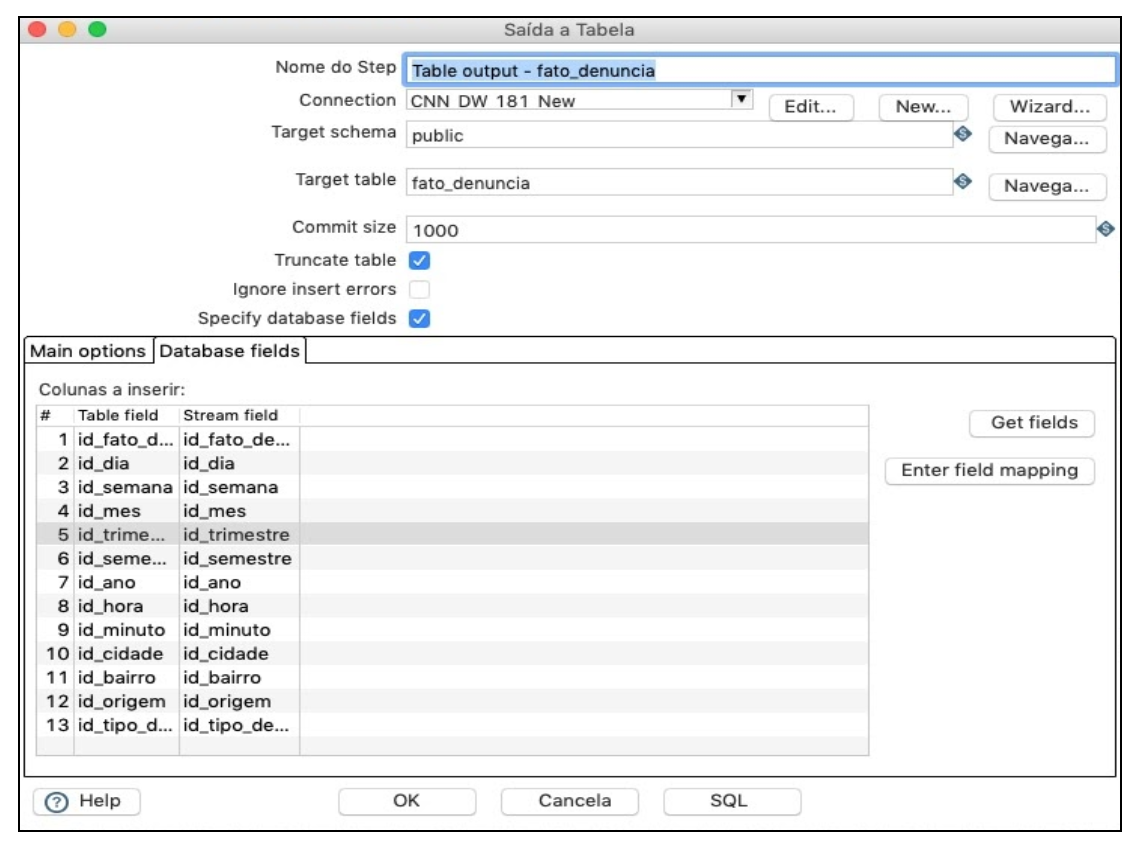 Saída a Tabela
Nome do Step Table output - fato_denuncia
Connection CNN DW 181 New Edit... New... Wizard...
Target schema public Navega...
Target table fato_denuncia Navega...
Commit size 1000
Truncate table
Ignore insert errors
Specify database fields
Main options Database fields
Colunas a inserir:
# Table field Stream field
Get fields
1 id_fato_d... id_fato_de...
2 id_dia id_dia
Enter field mapping
3 id_semana id_semana
4 id_mes id_mes
5 id_trime... id_trimestre
6 id_seme... id_semestre
7 id_ano id_ano
8 id_hora id_hora
9 id_minuto id_minuto
10 id_cidade id_cidade
11 id_bairro id_bairro
12 id_origem id_origem
13 id_tipo_d... id_tipo_de...
? Help OK Cancela SQL